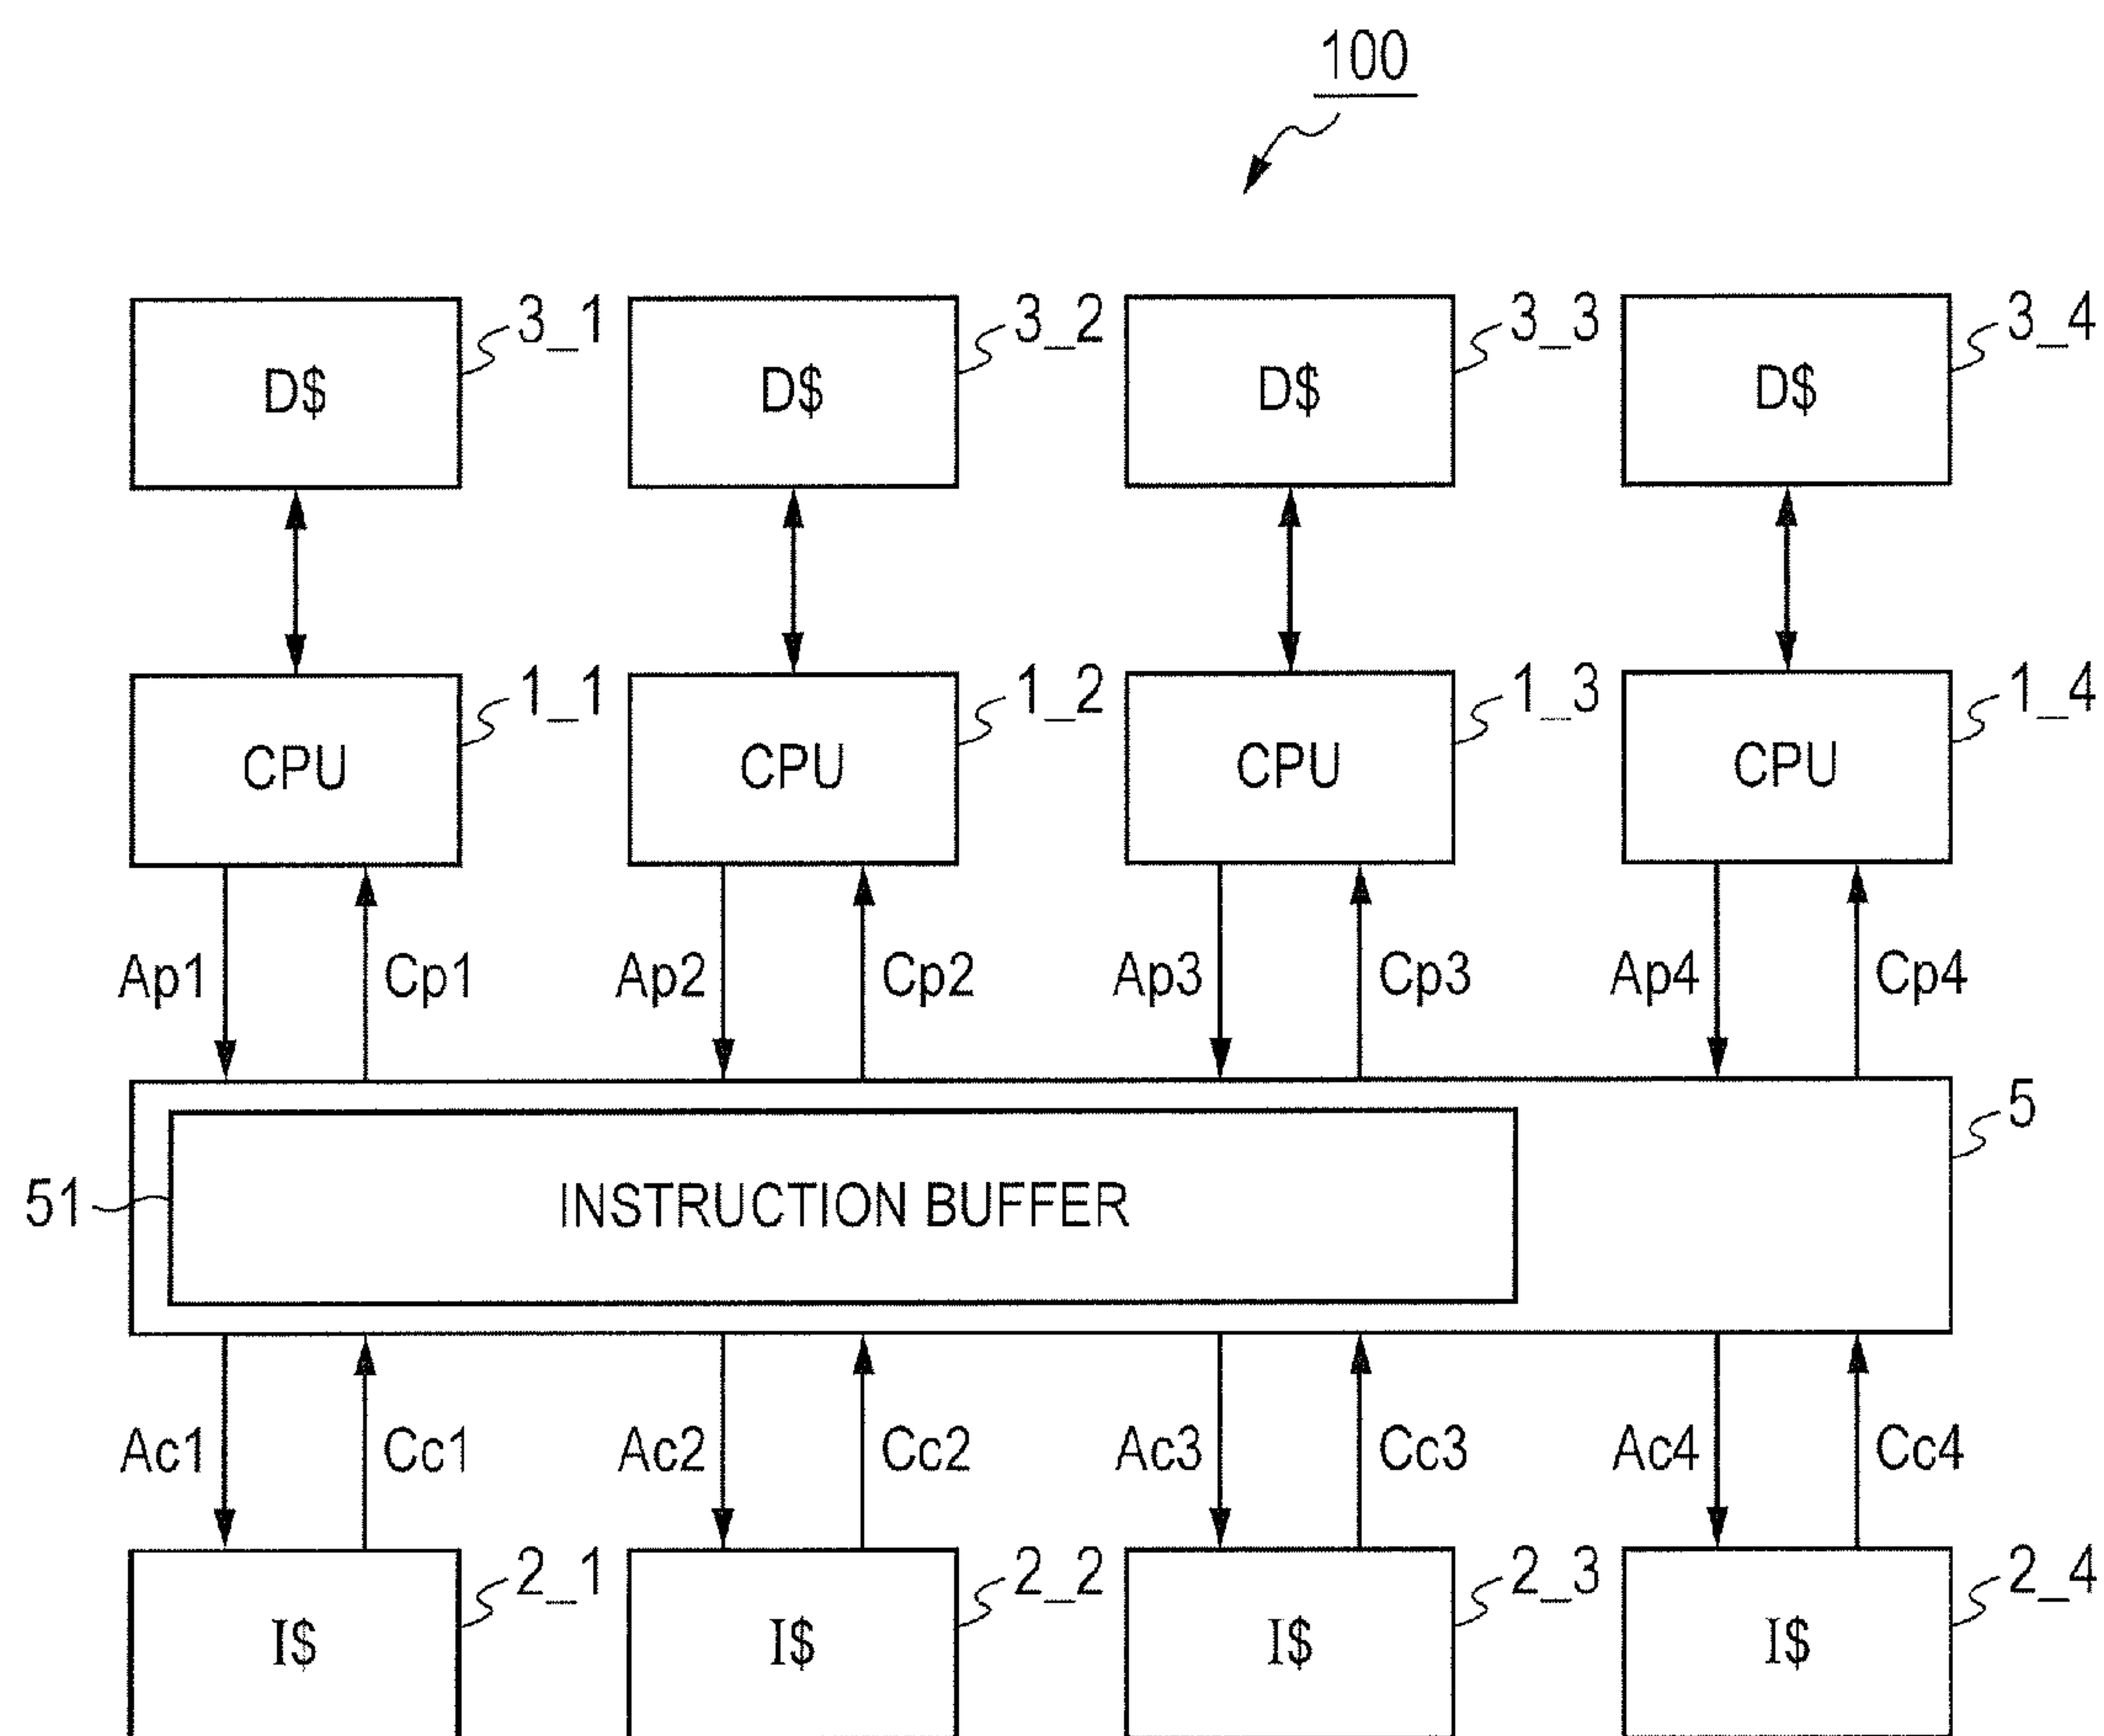 100
3_1 3_2 3_3 3_4
D$ D$ D$ D$
1_1 1_2 1_3 1_4
CPU CPU CPU CPU
Ap1 Cp1 Ap2 Cp2 Ap3 Cp3 Ap4 Cp4
5
51 INSTRUCTION BUFFER
Ac1 Cc1 Ac2 Cc2 Ac3 Cc3 Ac4 Cc4
2_1 2_2 2_3 2_4
I$ I$ I$ I$